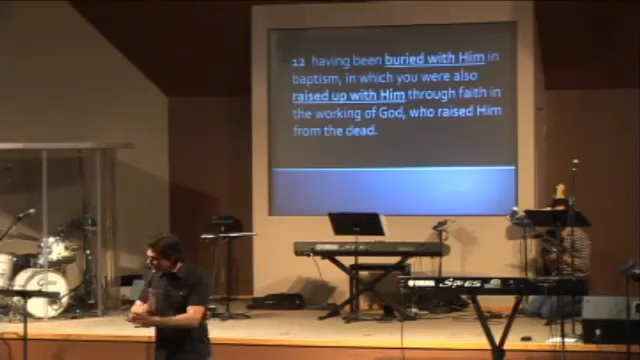 12 having been buried with Him in
baptism, in which you were also
raised up with Him through faith in
the working of God, who raised Him
from the dead.